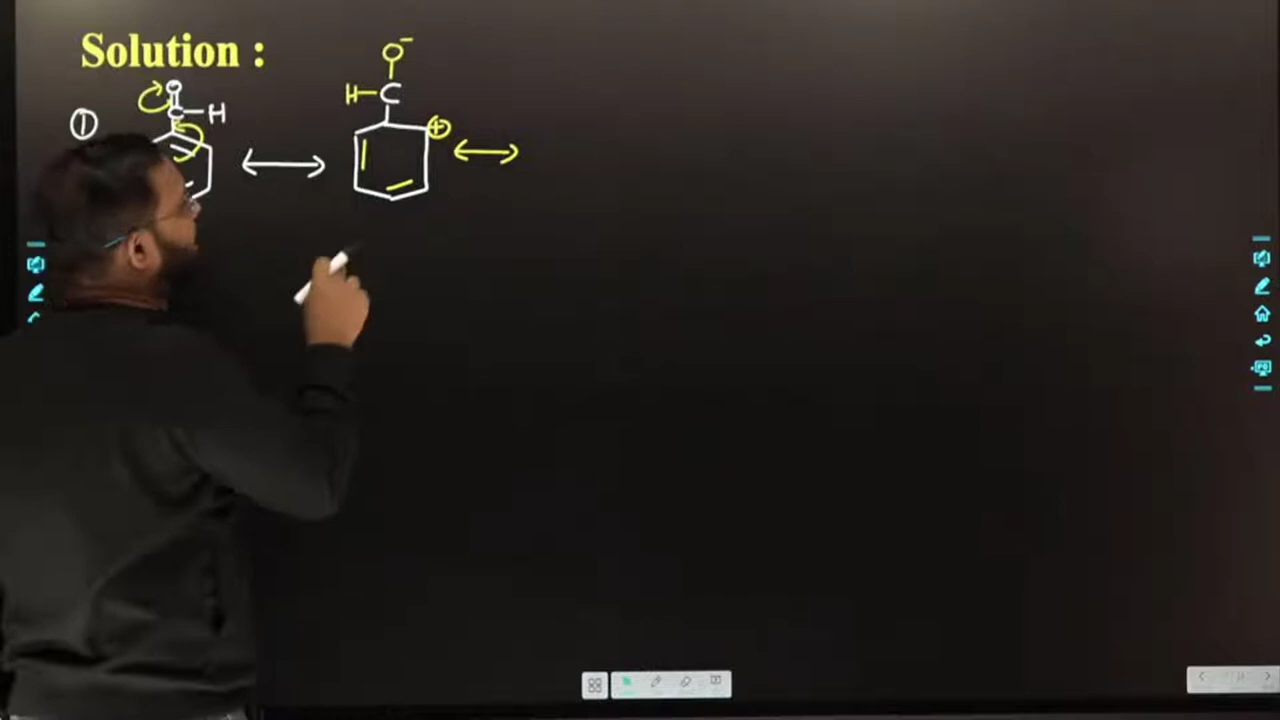 Solution :
O⁻
O
H C
C H
①
⊕